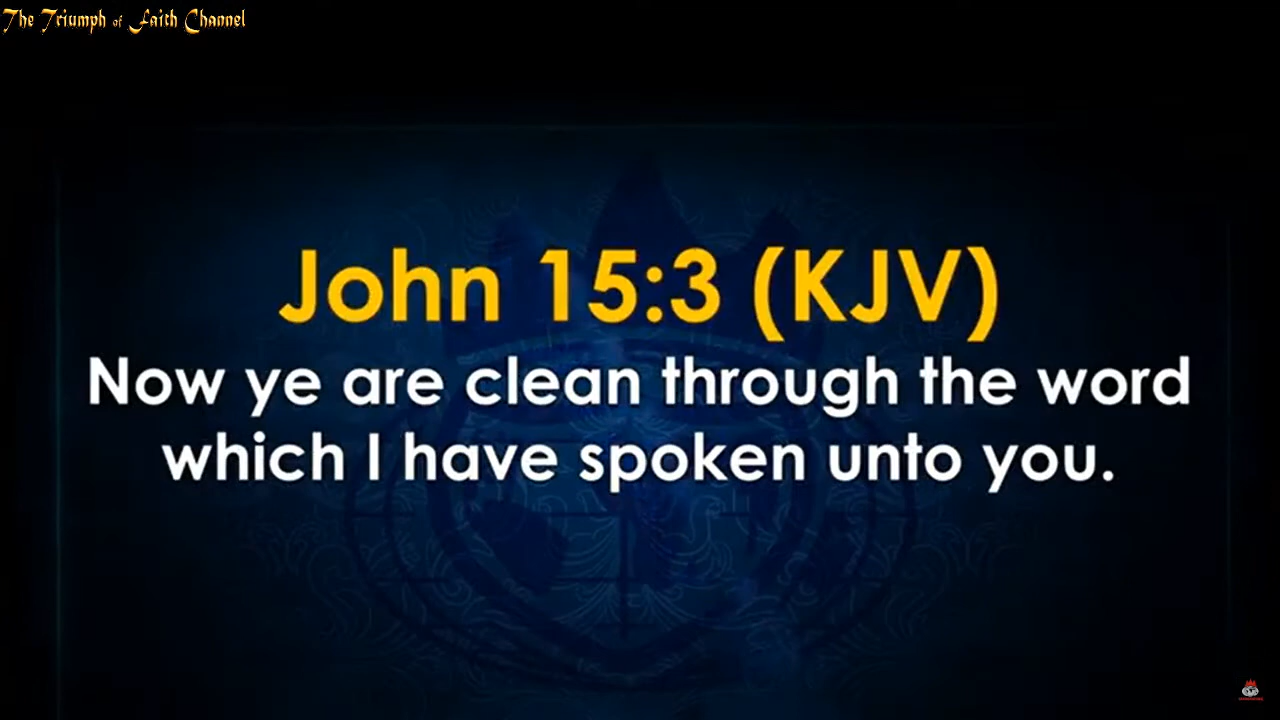 The Triumph of Faith Channel
John 15:3 (KJV)
Now ye are clean through the word
which I have spoken unto you.